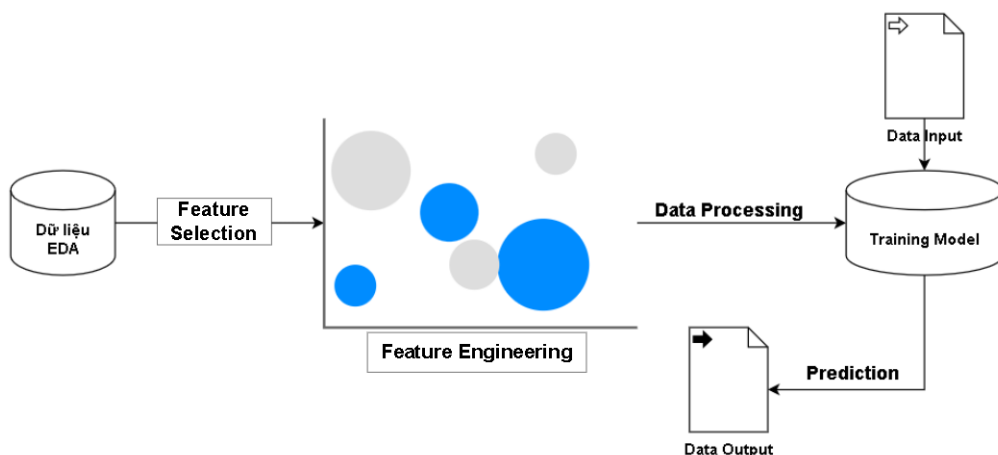 Data Input
Dữ liệu
EDA
Feature
Selection
Data Processing
Training Model
Feature Engineering
Prediction
Data Output